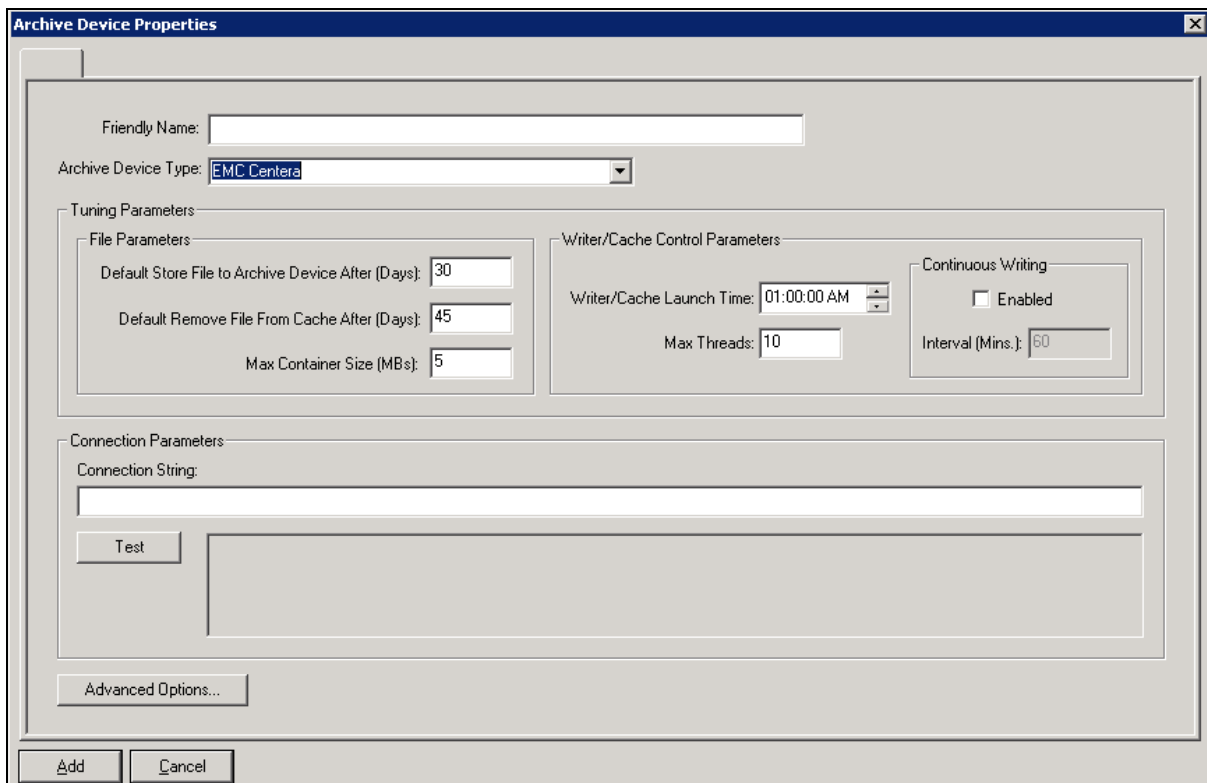 Archive Device Properties
Friendly Name:
Archive Device Type: EMC Centera
Tuning Parameters
File Parameters
Default Store File to Archive Device After (Days): 30
Default Remove File From Cache After (Days): 45
Max Container Size (MBs): 5
Writer/Cache Control Parameters
Writer/Cache Launch Time: 01:00:00 AM
Max Threads: 10
Continuous Writing
Enabled
Interval (Mins.): 60
Connection Parameters
Connection String:
Test
Advanced Options...
Add Cancel